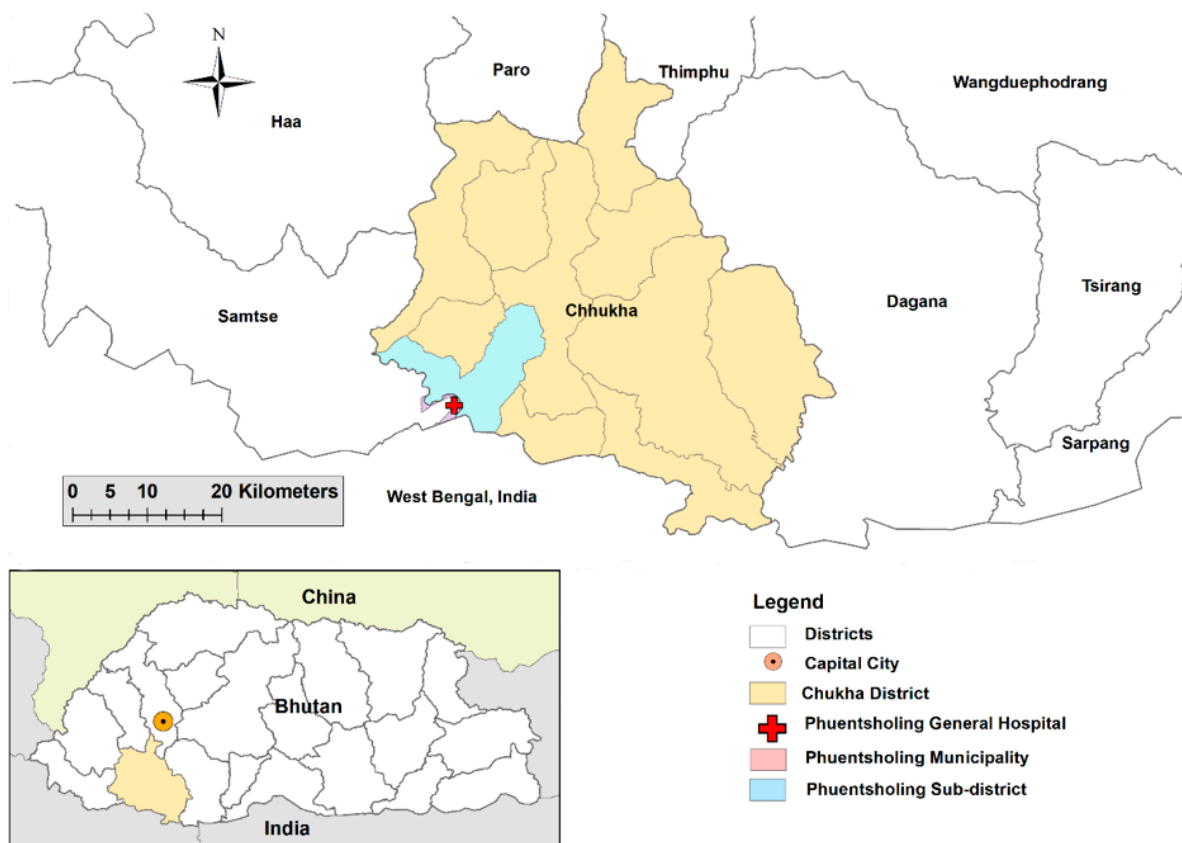 N
Paro
Thimphu
Wangduephodrang
Haa
Samtse
Chhukha
Dagana
Tsirang
Sarpang
West Bengal, India
0 5 10 20 Kilometers
China
Bhutan
India
Legend
Districts
Capital City
Chukha District
Phuentsholing General Hospital
Phuentsholing Municipality
Phuentsholing Sub-district